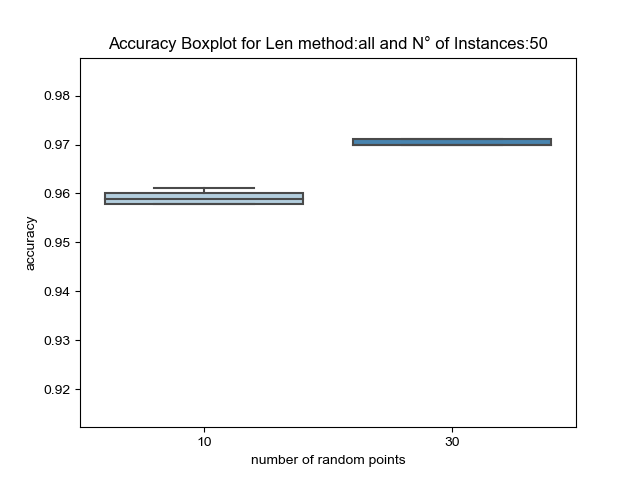 Accuracy Boxplot for Len method:all and N° of Instances:50
0.98
0.97
0.96
0.95
0.94
0.93
0.92
accuracy
10 30
number of random points